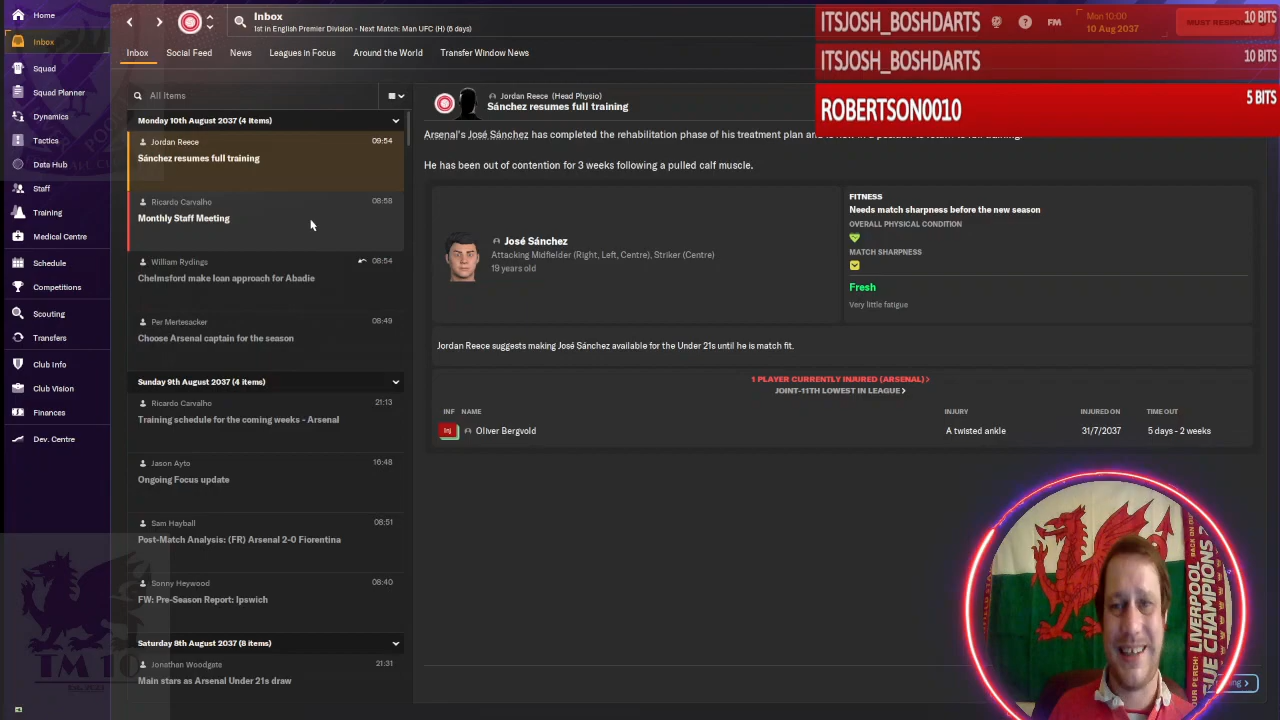 Home
Inbox
Squad
Squad Planner
Dynamics
Tactics
Data Hub
Staff
Training
Medical Centre
Schedule
Competitions
Scouting
Transfers
Club Info
Club Vision
Finances
Dev. Centre
TM 10
Inbox
1st in English Premier Division - Next Match: Man UFC (H) (6 days)
FM
Mon 10:00
10 Aug 2037
MUST RESPOND
ITSJOSH_BOSHDARTS
10 BITS
ITSJOSH_BOSHDARTS
10 BITS
ROBERTSON0010
5 BITS
Inbox
Social Feed
News
Leagues in Focus
Around the World
Transfer Window News
All Items
Monday 10th August 2037 (4 items)
Jordan Reece
09:54
Sánchez resumes full training
Ricardo Carvalho
08:58
Monthly Staff Meeting
William Rydings
08:54
Chelmsford make loan approach for Abadie
Per Mertesacker
08:49
Choose Arsenal captain for the season
Sunday 9th August 2037 (4 items)
Ricardo Carvalho
21:13
Training schedule for the coming weeks - Arsenal
Jason Ayto
16:48
Ongoing Focus update
Sam Hayball
08:51
Post-Match Analysis: (FR) Arsenal 2-0 Fiorentina
Sonny Heywood
08:40
FW: Pre-Season Report: Ipswich
Saturday 8th August 2037 (8 items)
Jonathan Woodgate
21:31
Main stars as Arsenal Under 21s draw
Jordan Reece (Head Physio)
Sánchez resumes full training
Arsenal's José Sánchez has completed the rehabilitation phase of his treatment plan and is now in a position to return to full training.
He has been out of contention for 3 weeks following a pulled calf muscle.
José Sánchez
Attacking Midfielder (Right, Left, Centre), Striker (Centre)
19 years old
FITNESS
Needs match sharpness before the new season
OVERALL PHYSICAL CONDITION
MATCH SHARPNESS
Fresh
Very little fatigue
Jordan Reece suggests making José Sánchez available for the Under 21s until he is match fit.
1 PLAYER CURRENTLY INJURED (ARSENAL) >
JOINT-11TH LOWEST IN LEAGUE >
INF
NAME
INJURY
INJURED ON
TIME OUT
Inj
Oliver Bergvold
A twisted ankle
31/7/2037
5 days - 2 weeks
LIVERPOOL